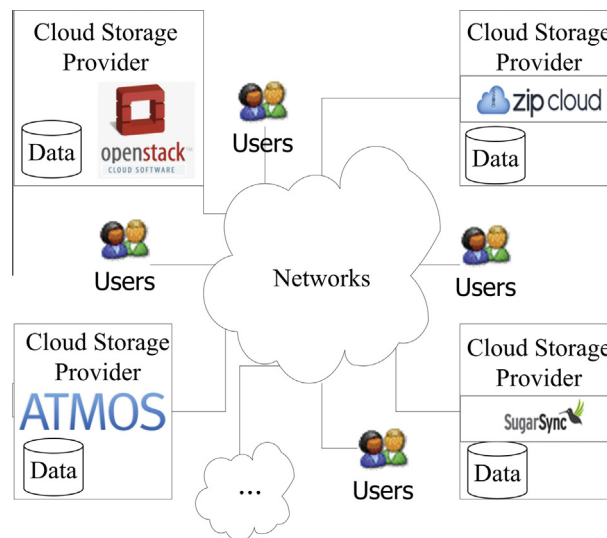 Cloud Storage
Provider
openstack™
CLOUD SOFTWARE
Data
Users
Cloud Storage
Provider
zip cloud
Data
Users
Networks
Users
Cloud Storage
Provider
ATMOS
Data
...
Users
Cloud Storage
Provider
SugarSync
Data